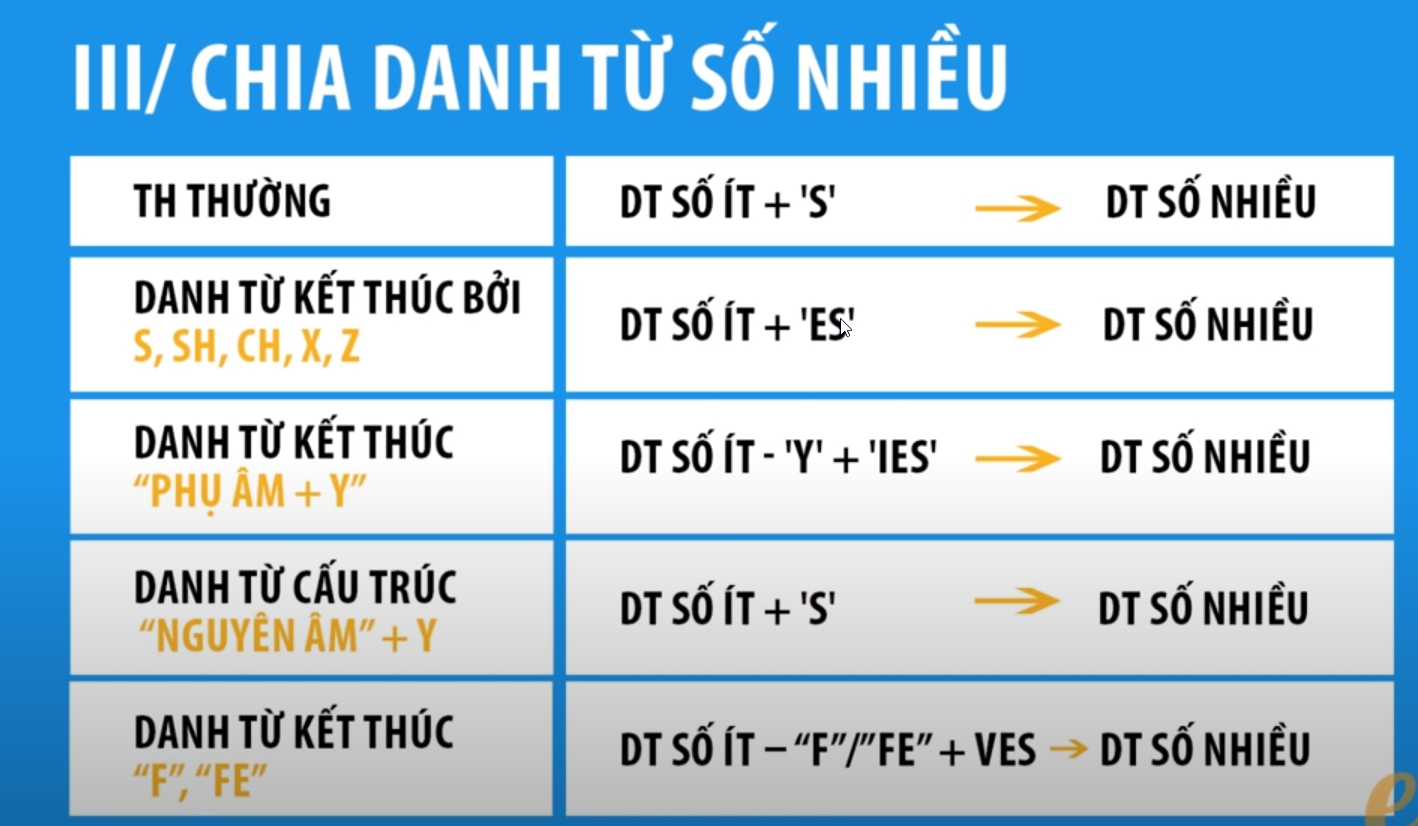 III/ CHIA DANH TỪ SỐ NHIỀU
TH THƯỜNG
DT SỐ ÍT + 'S' → DT SỐ NHIỀU
DANH TỪ KẾT THÚC BỞI
S, SH, CH, X, Z
DT SỐ ÍT + 'ES' → DT SỐ NHIỀU
DANH TỪ KẾT THÚC
“PHỤ ÂM + Y”
DT SỐ ÍT - 'Y' + 'IES' → DT SỐ NHIỀU
DANH TỪ CẤU TRÚC
“NGUYÊN ÂM” + Y
DT SỐ ÍT + 'S' → DT SỐ NHIỀU
DANH TỪ KẾT THÚC
“F”, “FE”
DT SỐ ÍT – “F”/”FE” + VES → DT SỐ NHIỀU